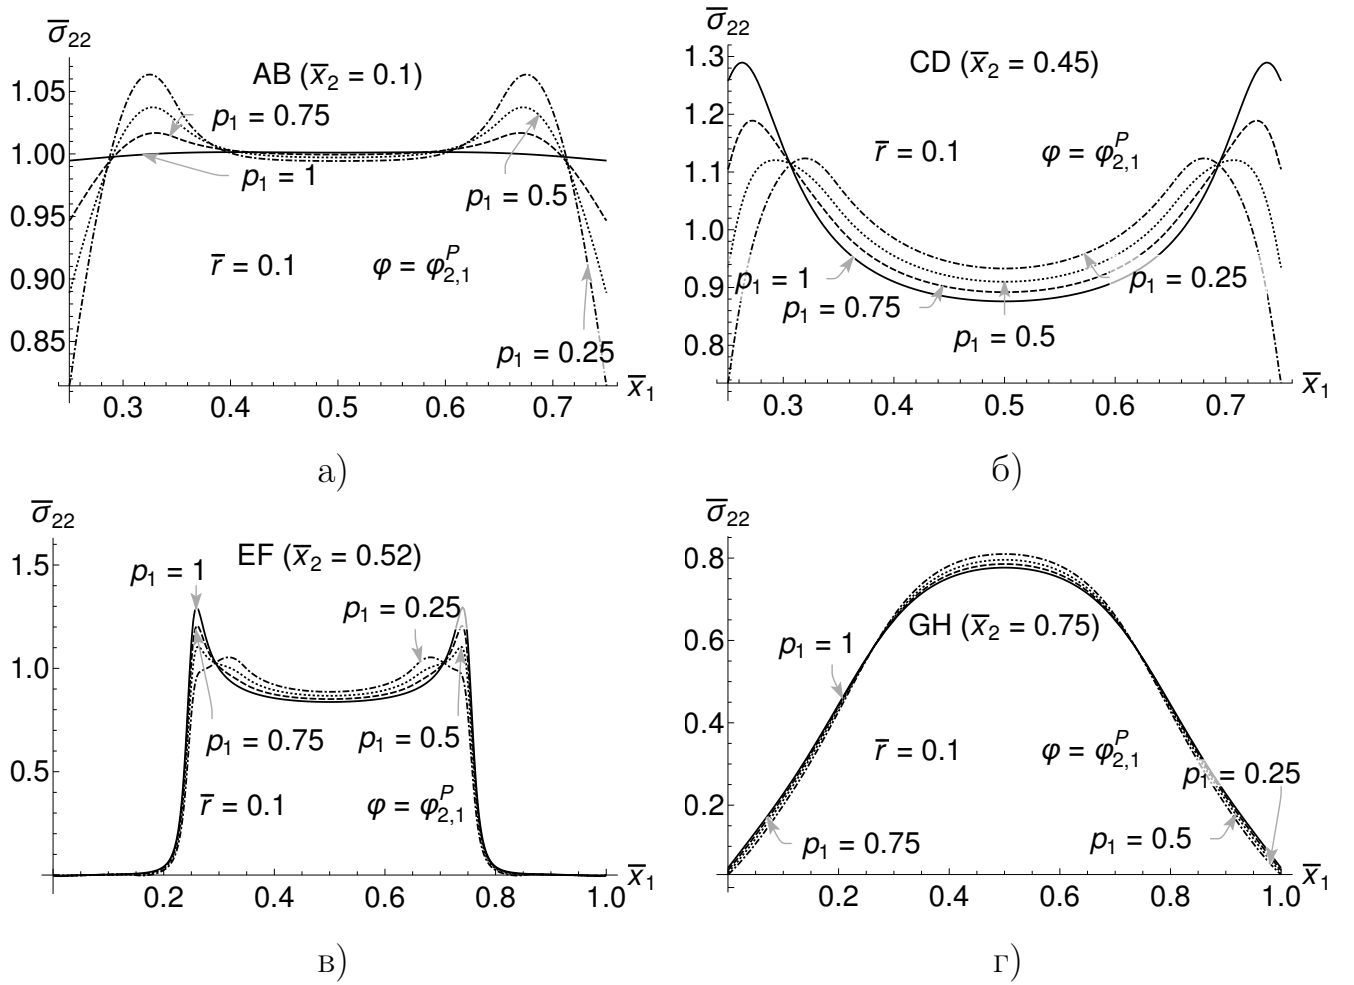 σ̅₂₂
AB (x̅₂ = 0.1)
1.05
p₁ = 0.75
1.00
p₁ = 1
p₁ = 0.5
0.95
r̅ = 0.1 φ = φᴾ₂,₁
0.90
0.85
p₁ = 0.25
x̅₁
0.3 0.4 0.5 0.6 0.7
а)
σ̅₂₂
1.3
CD (x̅₂ = 0.45)
1.2
r̅ = 0.1 φ = φᴾ₂,₁
1.1
1.0
p₁ = 1
p₁ = 0.25
0.9
p₁ = 0.75
p₁ = 0.5
0.8
x̅₁
0.3 0.4 0.5 0.6 0.7
б)
σ̅₂₂
EF (x̅₂ = 0.52)
1.5
p₁ = 1
p₁ = 0.25
1.0
p₁ = 0.75
p₁ = 0.5
0.5
r̅ = 0.1 φ = φᴾ₂,₁
x̅₁
0.2 0.4 0.6 0.8 1.0
в)
σ̅₂₂
0.8
0.6
GH (x̅₂ = 0.75)
p₁ = 1
0.4
r̅ = 0.1 φ = φᴾ₂,₁
p₁ = 0.25
0.2
p₁ = 0.75
p₁ = 0.5
x̅₁
0.2 0.4 0.6 0.8 1.0
г)